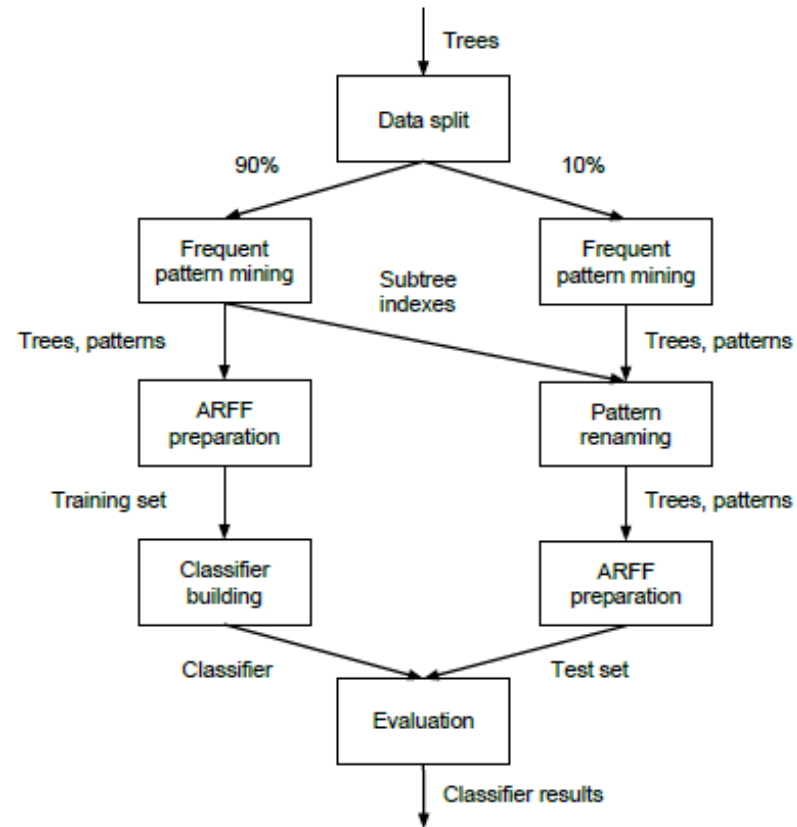 Trees
Data split
90%
10%
Frequent
pattern mining
Subtree
indexes
Frequent
pattern mining
Trees, patterns
Trees, patterns
ARFF
preparation
Pattern
renaming
Training set
Trees, patterns
Classifier
building
ARFF
preparation
Classifier
Test set
Evaluation
Classifier results